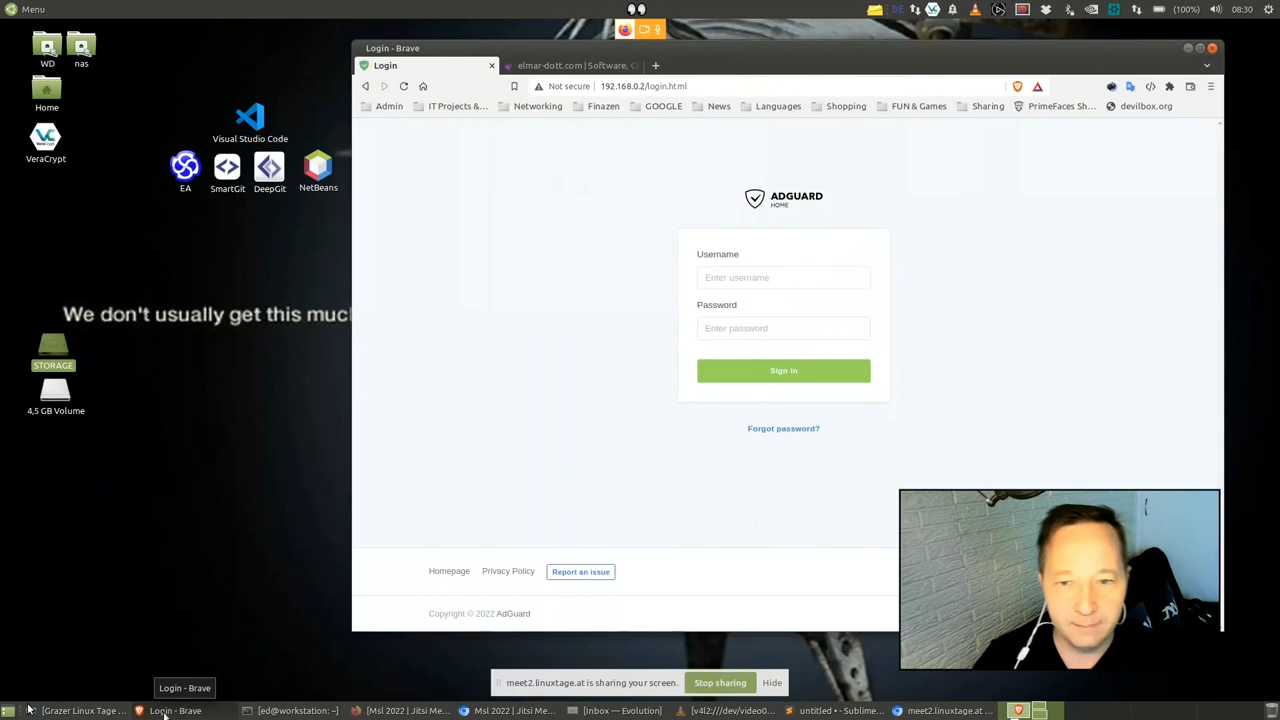 Menu
DE
(100%)
08:30
WD
nas
Home
VeraCrypt
Visual Studio Code
EA
SmartGit
DeepGit
NetBeans
We don't usually get this muc
STORAGE
4,5 GB Volume
Login - Brave
Login
elmar-dott.com | Software, C
Not secure
192.168.0.2/login.html
Admin
IT Projects &...
Networking
Finazen
GOOGLE
News
Languages
Shopping
FUN & Games
Sharing
PrimeFaces Sh...
devilbox.org
ADGUARD
HOME
Username
Enter username
Password
Enter password
Sign in
Forgot password?
Homepage
Privacy Policy
Report an issue
Copyright © 2022 AdGuard
meet2.linuxtage.at is sharing your screen.
Stop sharing
Hide
Login - Brave
[Grazer Linux Tage ...
Login - Brave
[ed@workstation: ~]
[Msl 2022 | Jitsi Me...
Msl 2022 | Jitsi Mee...
[Inbox — Evolution]
[v4l2:///dev/video0...
untitled • - Sublime...
meet2.linuxtage.at ...